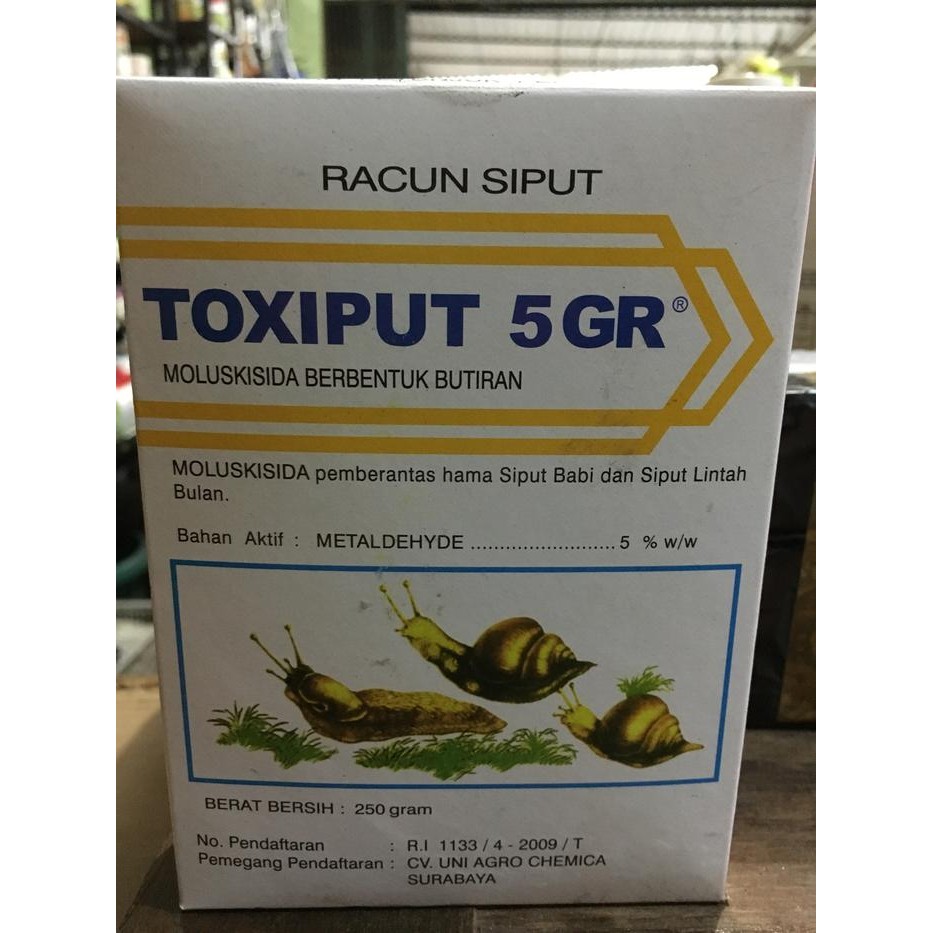 RACUN SIPUT
TOXIPUT 5GR®
MOLUSKISIDA BERBENTUK BUTIRAN
MOLUSKISIDA pemberantas hama Siput Babi dan Siput Lintah
Bulan.
Bahan Aktif : METALDEHYDE ......................... 5 % w/w
BERAT BERSIH : 250 gram
No. Pendaftaran : R.I 1133 / 4 - 2009 / T
Pemegang Pendaftaran : CV. UNI AGRO CHEMICA
SURABAYA